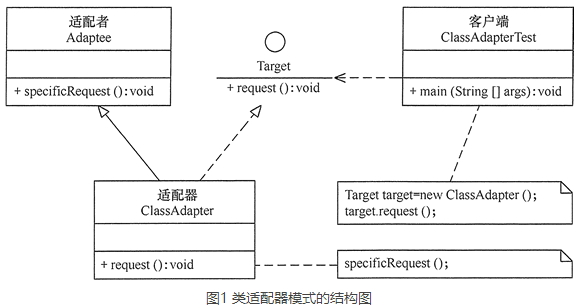 适配者
Adaptee
+ specificRequest ():void
Target
+ request ():void
客户端
ClassAdapterTest
+ main (String [] args):void
适配器
ClassAdapter
+ request ():void
Target target=new ClassAdapter ();
target.request ();
specificRequest ();
图1 类适配器模式的结构图